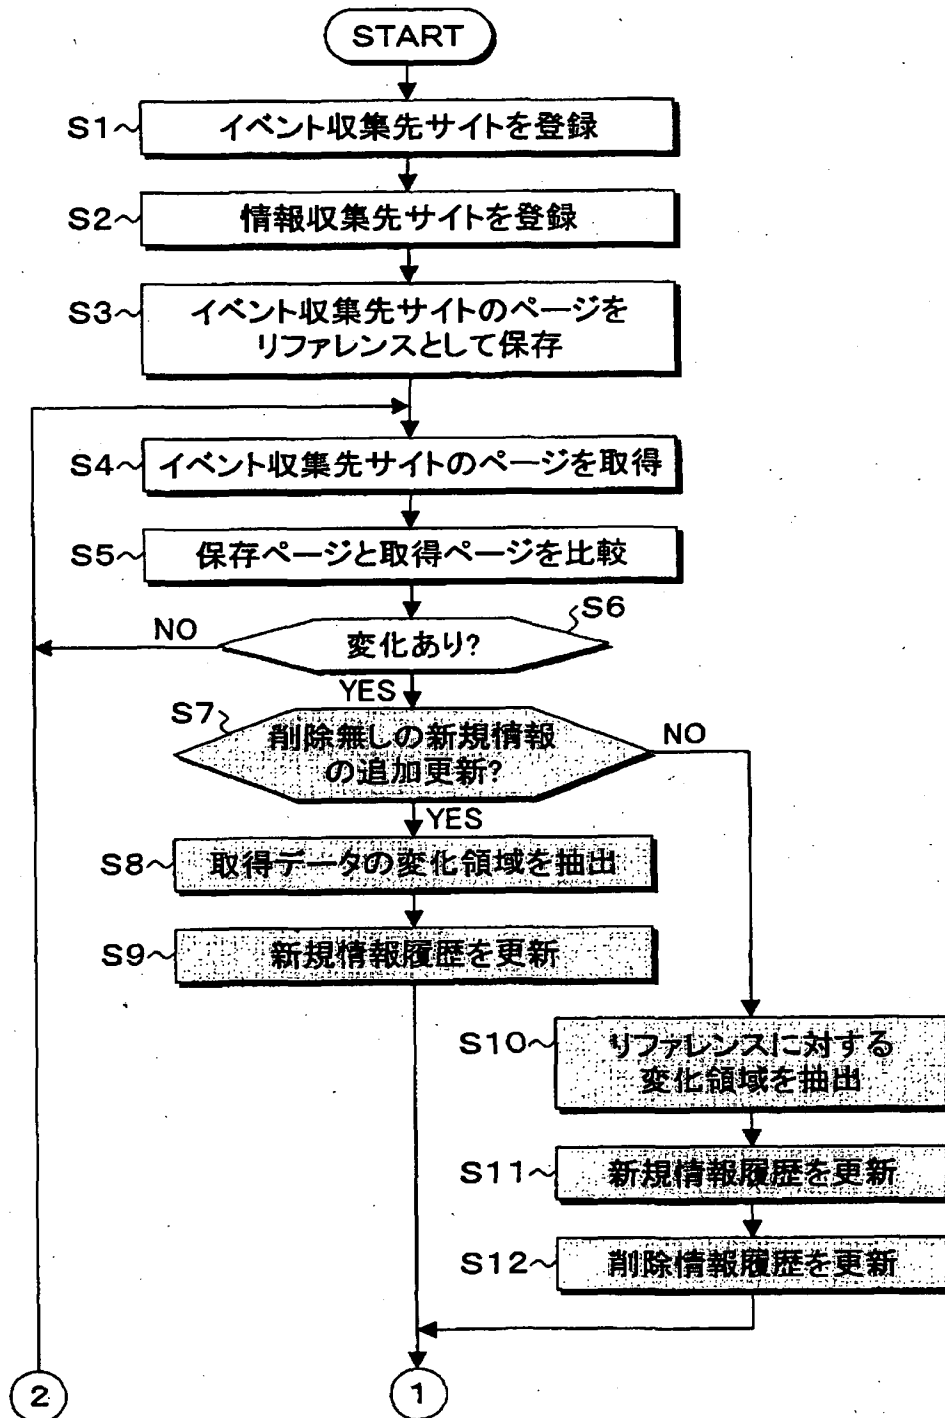 START
S1~ イベント収集先サイトを登録
S2~ 情報収集先サイトを登録
S3~ イベント収集先サイトのページを
リファレンスとして保存
S4~ イベント収集先サイトのページを取得
S5~ 保存ページと取得ページを比較
S6
NO
変化あり?
YES
S7
削除無しの新規情報
の追加更新?
NO
YES
S8~ 取得データの変化領域を抽出
S9~ 新規情報履歴を更新
S10~ リファレンスに対する
変化領域を抽出
S11~ 新規情報履歴を更新
S12~ 削除情報履歴を更新
2
1